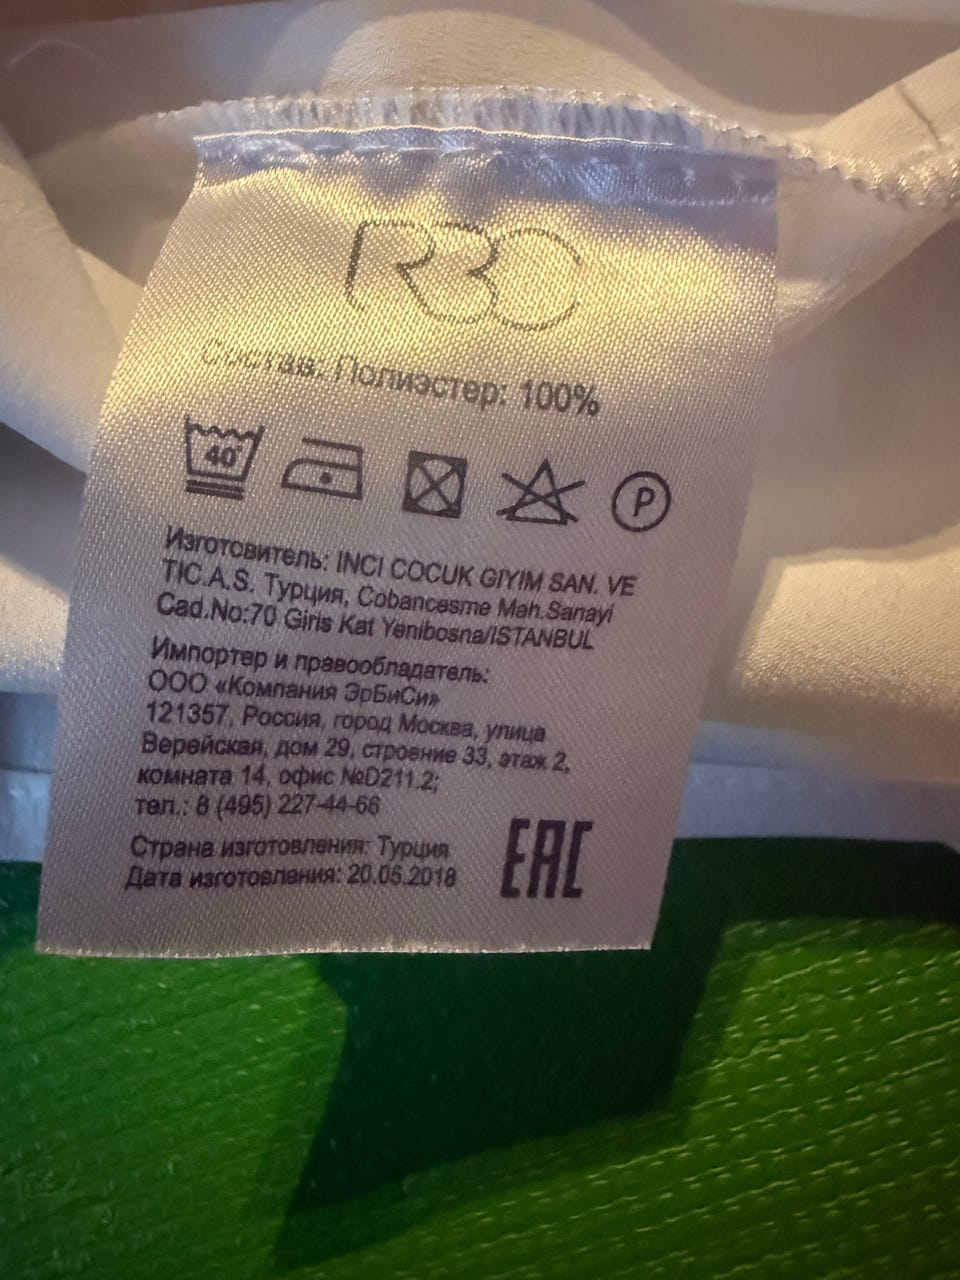 RBC
Состав: Полиэстер: 100%
40°
P
Изготовитель: INCI COCUK GIYIM SAN. VE
TIC.A.S. Турция, Cobancesme Mah.Sanayi
Cad.No:70 Giris Kat Yenibosna/ISTANBUL
Импортер и правообладатель:
ООО «Компания ЭрБиСи»
121357, Россия, город Москва, улица
Верейская, дом 29, строение 33, этаж 2,
комната 14, офис №D211.2;
тел.: 8 (495) 227-44-66
Страна изготовления: Турция
Дата изготовления: 20.05.2018
EAC